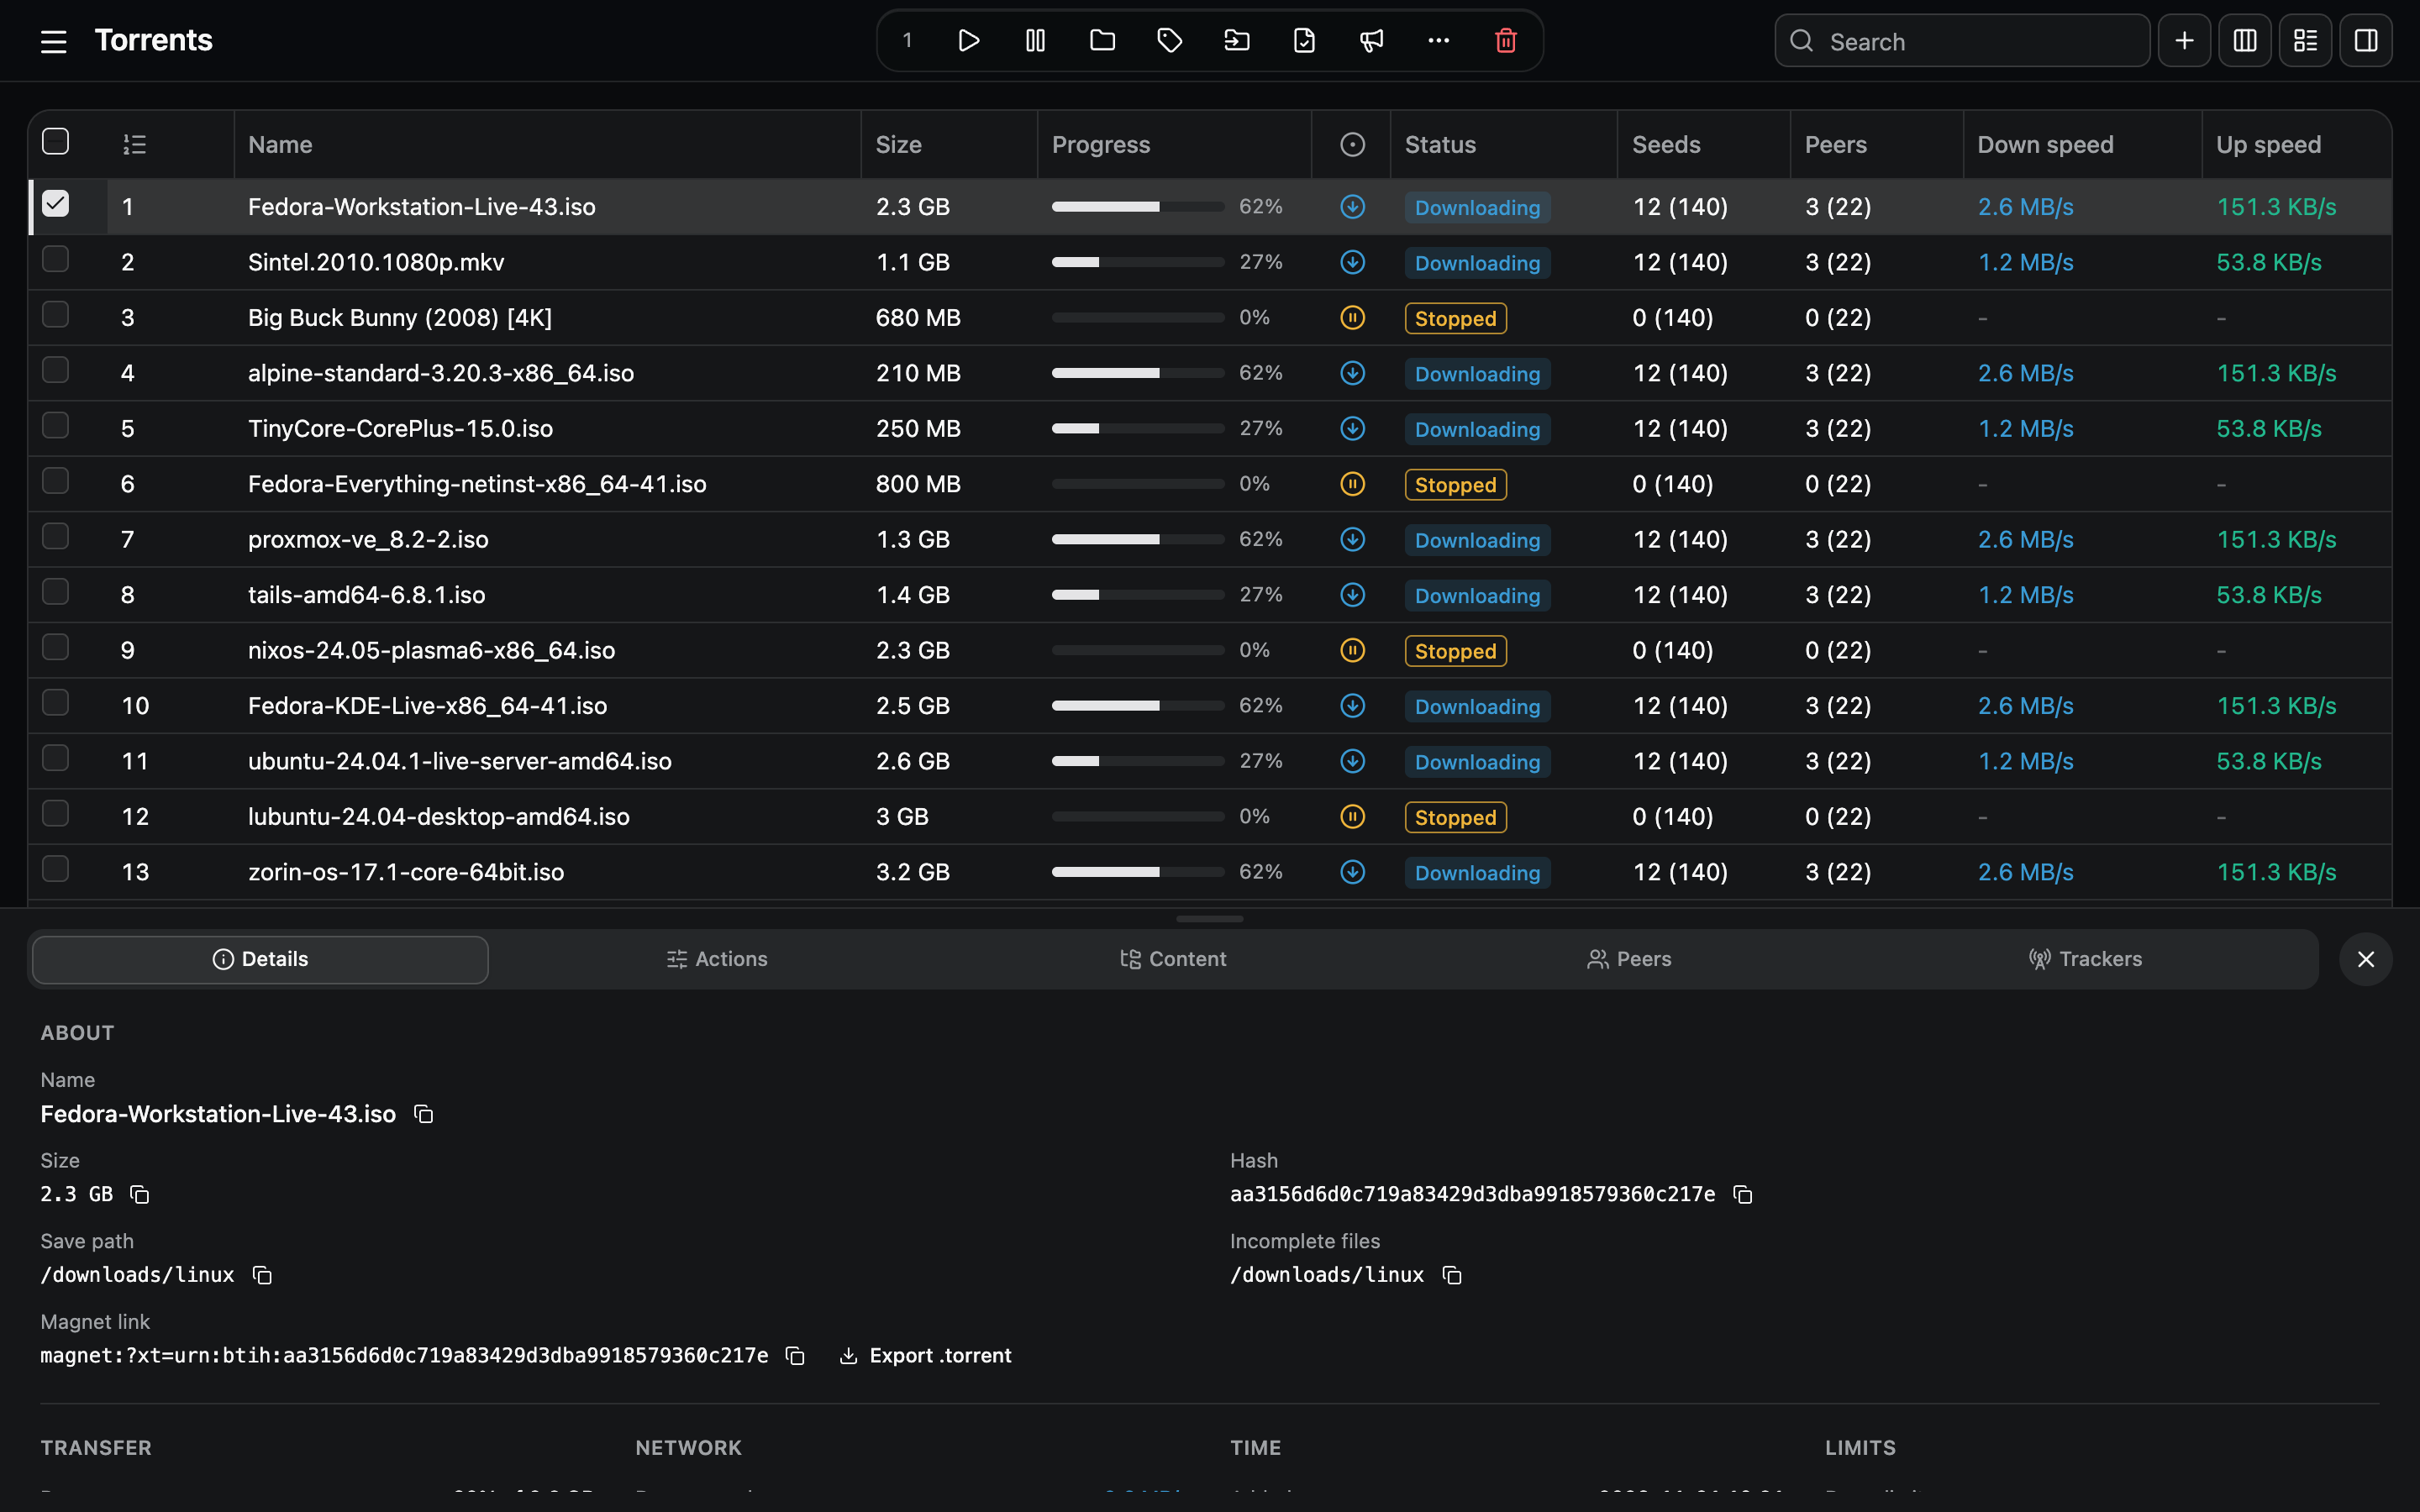 Torrents
1
Search
Name Size Progress Status Seeds Peers Down speed Up speed
1 Fedora-Workstation-Live-43.iso 2.3 GB 62% Downloading 12 (140) 3 (22) 2.6 MB/s 151.3 KB/s
2 Sintel.2010.1080p.mkv 1.1 GB 27% Downloading 12 (140) 3 (22) 1.2 MB/s 53.8 KB/s
3 Big Buck Bunny (2008) [4K] 680 MB 0% Stopped 0 (140) 0 (22) - -
4 alpine-standard-3.20.3-x86_64.iso 210 MB 62% Downloading 12 (140) 3 (22) 2.6 MB/s 151.3 KB/s
5 TinyCore-CorePlus-15.0.iso 250 MB 27% Downloading 12 (140) 3 (22) 1.2 MB/s 53.8 KB/s
6 Fedora-Everything-netinst-x86_64-41.iso 800 MB 0% Stopped 0 (140) 0 (22) - -
7 proxmox-ve_8.2-2.iso 1.3 GB 62% Downloading 12 (140) 3 (22) 2.6 MB/s 151.3 KB/s
8 tails-amd64-6.8.1.iso 1.4 GB 27% Downloading 12 (140) 3 (22) 1.2 MB/s 53.8 KB/s
9 nixos-24.05-plasma6-x86_64.iso 2.3 GB 0% Stopped 0 (140) 0 (22) - -
10 Fedora-KDE-Live-x86_64-41.iso 2.5 GB 62% Downloading 12 (140) 3 (22) 2.6 MB/s 151.3 KB/s
11 ubuntu-24.04.1-live-server-amd64.iso 2.6 GB 27% Downloading 12 (140) 3 (22) 1.2 MB/s 53.8 KB/s
12 lubuntu-24.04-desktop-amd64.iso 3 GB 0% Stopped 0 (140) 0 (22) - -
13 zorin-os-17.1-core-64bit.iso 3.2 GB 62% Downloading 12 (140) 3 (22) 2.6 MB/s 151.3 KB/s
Details Actions Content Peers Trackers
ABOUT
Name
Fedora-Workstation-Live-43.iso
Size Hash
2.3 GB aa3156d6d0c719a83429d3dba9918579360c217e
Save path Incomplete files
/downloads/linux /downloads/linux
Magnet link
magnet:?xt=urn:btih:aa3156d6d0c719a83429d3dba9918579360c217e Export .torrent
TRANSFER NETWORK TIME LIMITS